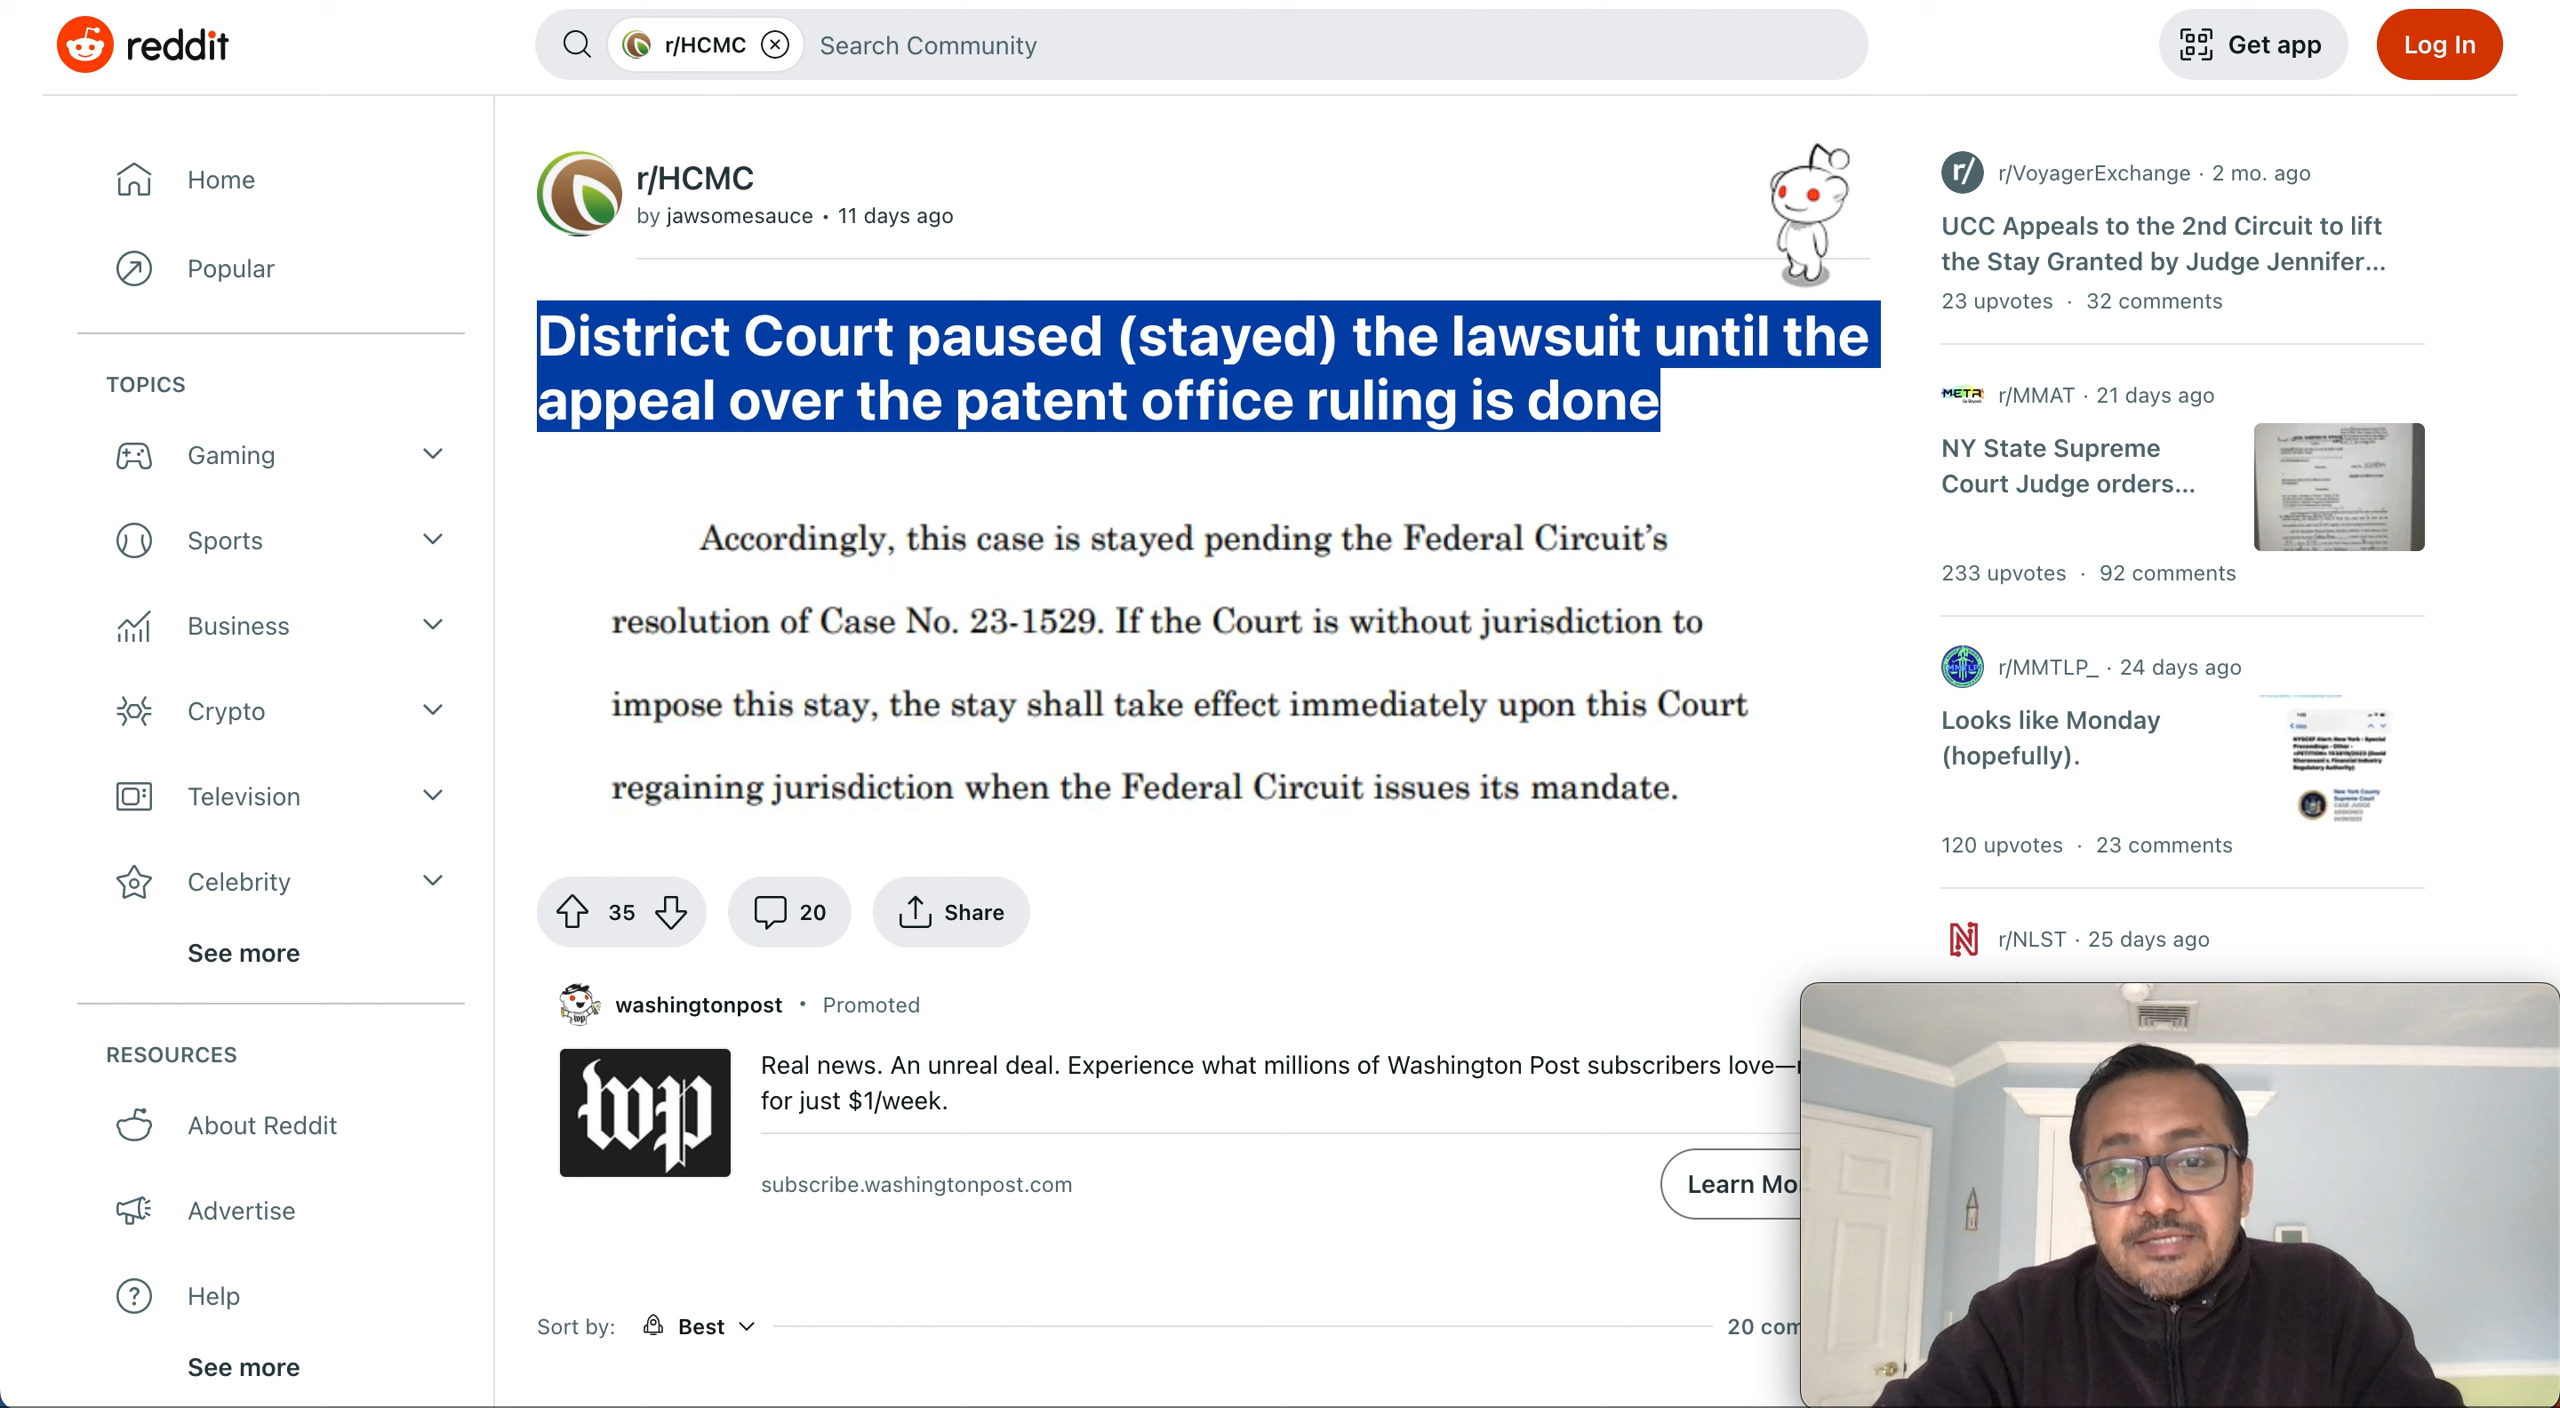 reddit
r/HCMC
Search Community
Get app
Log In
Home
Popular
TOPICS
Gaming
Sports
Business
Crypto
Television
Celebrity
See more
RESOURCES
About Reddit
Advertise
Help
See more
r/HCMC
by jawsomesauce • 11 days ago
District Court paused (stayed) the lawsuit until the
appeal over the patent office ruling is done
Accordingly, this case is stayed pending the Federal Circuit’s
resolution of Case No. 23-1529. If the Court is without jurisdiction to
impose this stay, the stay shall take effect immediately upon this Court
regaining jurisdiction when the Federal Circuit issues its mandate.
35
20
Share
washingtonpost • Promoted
wp
Real news. An unreal deal. Experience what millions of Washington Post subscribers love—
for just $1/week.
subscribe.washingtonpost.com
Learn Mo
Sort by: Best
20 com
r/
r/VoyagerExchange · 2 mo. ago
UCC Appeals to the 2nd Circuit to lift
the Stay Granted by Judge Jennifer...
23 upvotes · 32 comments
META
r/MMAT · 21 days ago
NY State Supreme
Court Judge orders...
233 upvotes · 92 comments
r/MMTLP_ · 24 days ago
Looks like Monday
(hopefully).
120 upvotes · 23 comments
N
r/NLST · 25 days ago